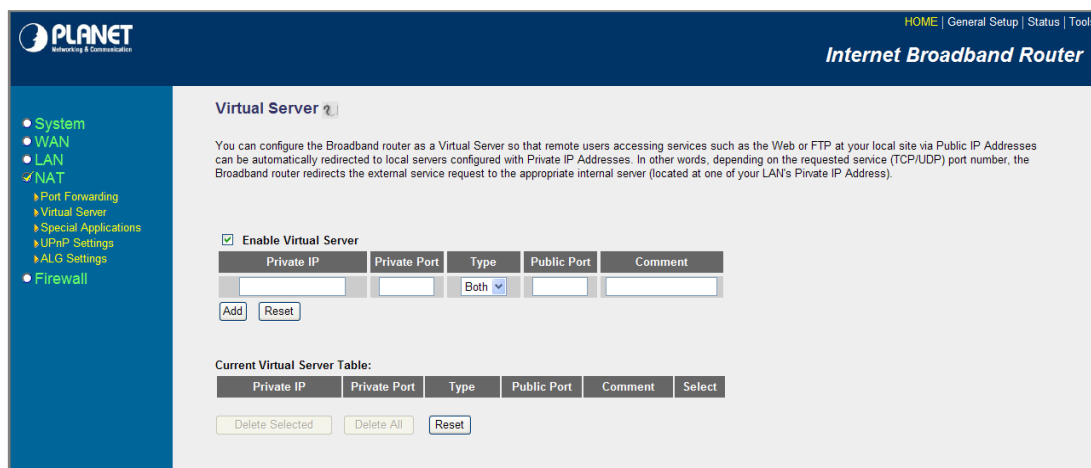 PLANET
Networking & Communication
HOME | General Setup | Status | Tools
Internet Broadband Router
System
WAN
LAN
NAT
Port Forwarding
Virtual Server
Special Applications
UPnP Settings
ALG Settings
Firewall
Virtual Server
You can configure the Broadband router as a Virtual Server so that remote users accessing services such as the Web or FTP at your local site via Public IP Addresses
can be automatically redirected to local servers configured with Private IP Addresses. In other words, depending on the requested service (TCP/UDP) port number, the
Broadband router redirects the external service request to the appropriate internal server (located at one of your LAN's Private IP Address).
Enable Virtual Server
Private IP Private Port Type Public Port Comment
Both
Add Reset
Current Virtual Server Table:
Private IP Private Port Type Public Port Comment Select
Delete Selected Delete All Reset